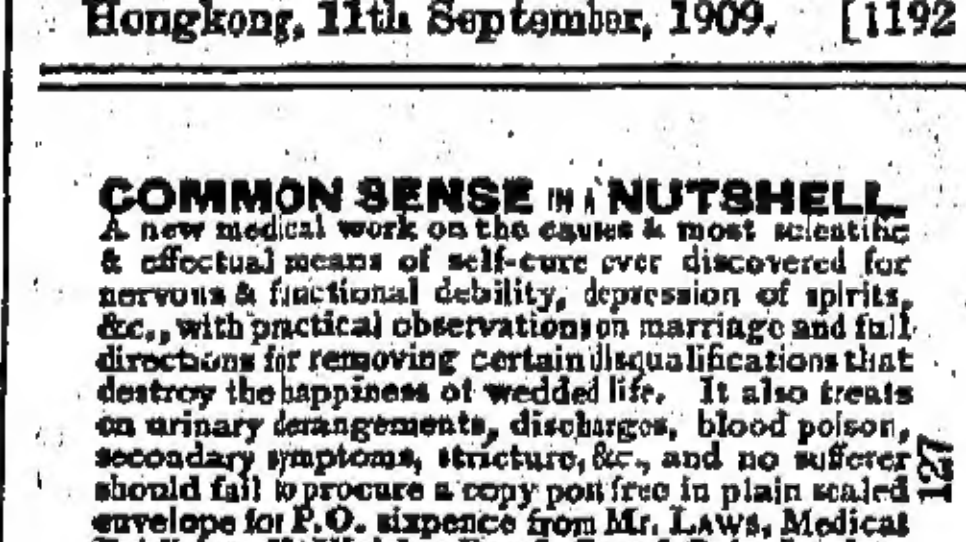 Hongkong, 11th September, 1909. [1192
COMMON SENSE IN A NUTSHELL.
A new medical work on the causes & most scientific
& effectual means of self-cure ever discovered for
nervous & functional debility, depression of spirits,
&c., with practical observations on marriage and full
directions for removing certain disqualifications that
destroy the happiness of wedded life. It also treats
on urinary derangements, discharges, blood poison,
secondary symptoms, stricture, &c., and no sufferer
should fail to procure a copy post free in plain sealed
envelope for P.O. sixpence from Mr. LAWS, Medical
127